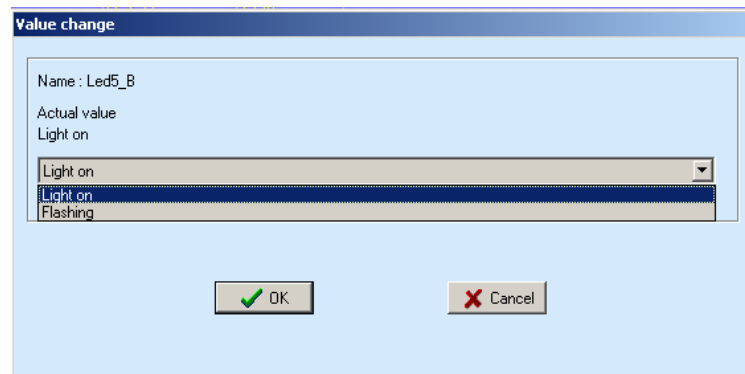 Value change
Name : Led5_B
Actual value
Light on
Light on
Light on
Flashing
OK
Cancel